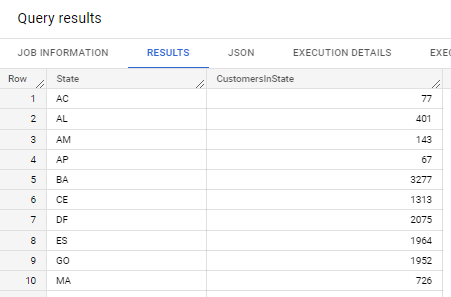 Query results
JOB INFORMATION RESULTS JSON EXECUTION DETAILS EXEC
Row State CustomersInState
1 AC 77
2 AL 401
3 AM 143
4 AP 67
5 BA 3277
6 CE 1313
7 DF 2075
8 ES 1964
9 GO 1952
10 MA 726